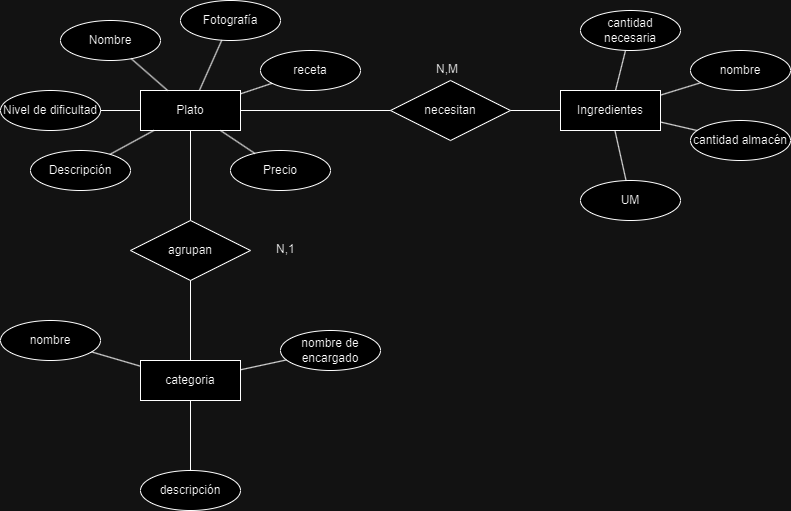 Fotografía
Nombre
cantidad
necesaria
receta
N,M
nombre
Nivel de dificultad
Plato
necesitan
Ingredientes
cantidad almacén
Descripción
Precio
UM
agrupan
N,1
nombre
nombre de
encargado
categoria
descripción